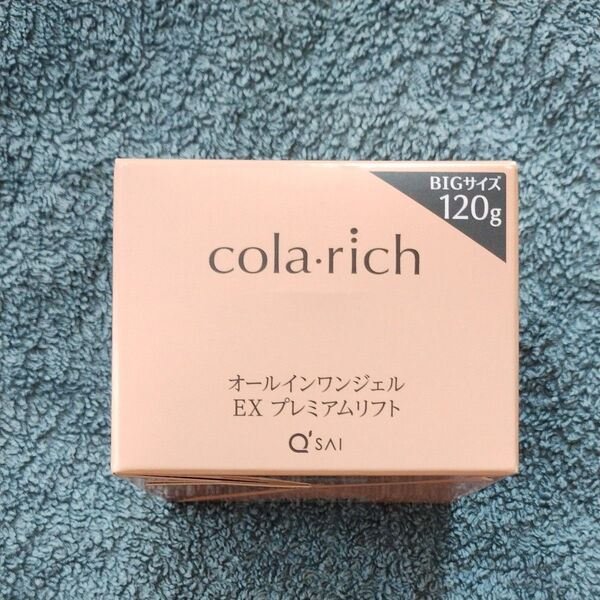 BIGサイズ
120g
cola·rich
オールインワンジェル
EX プレミアムリフト
Q'SAI